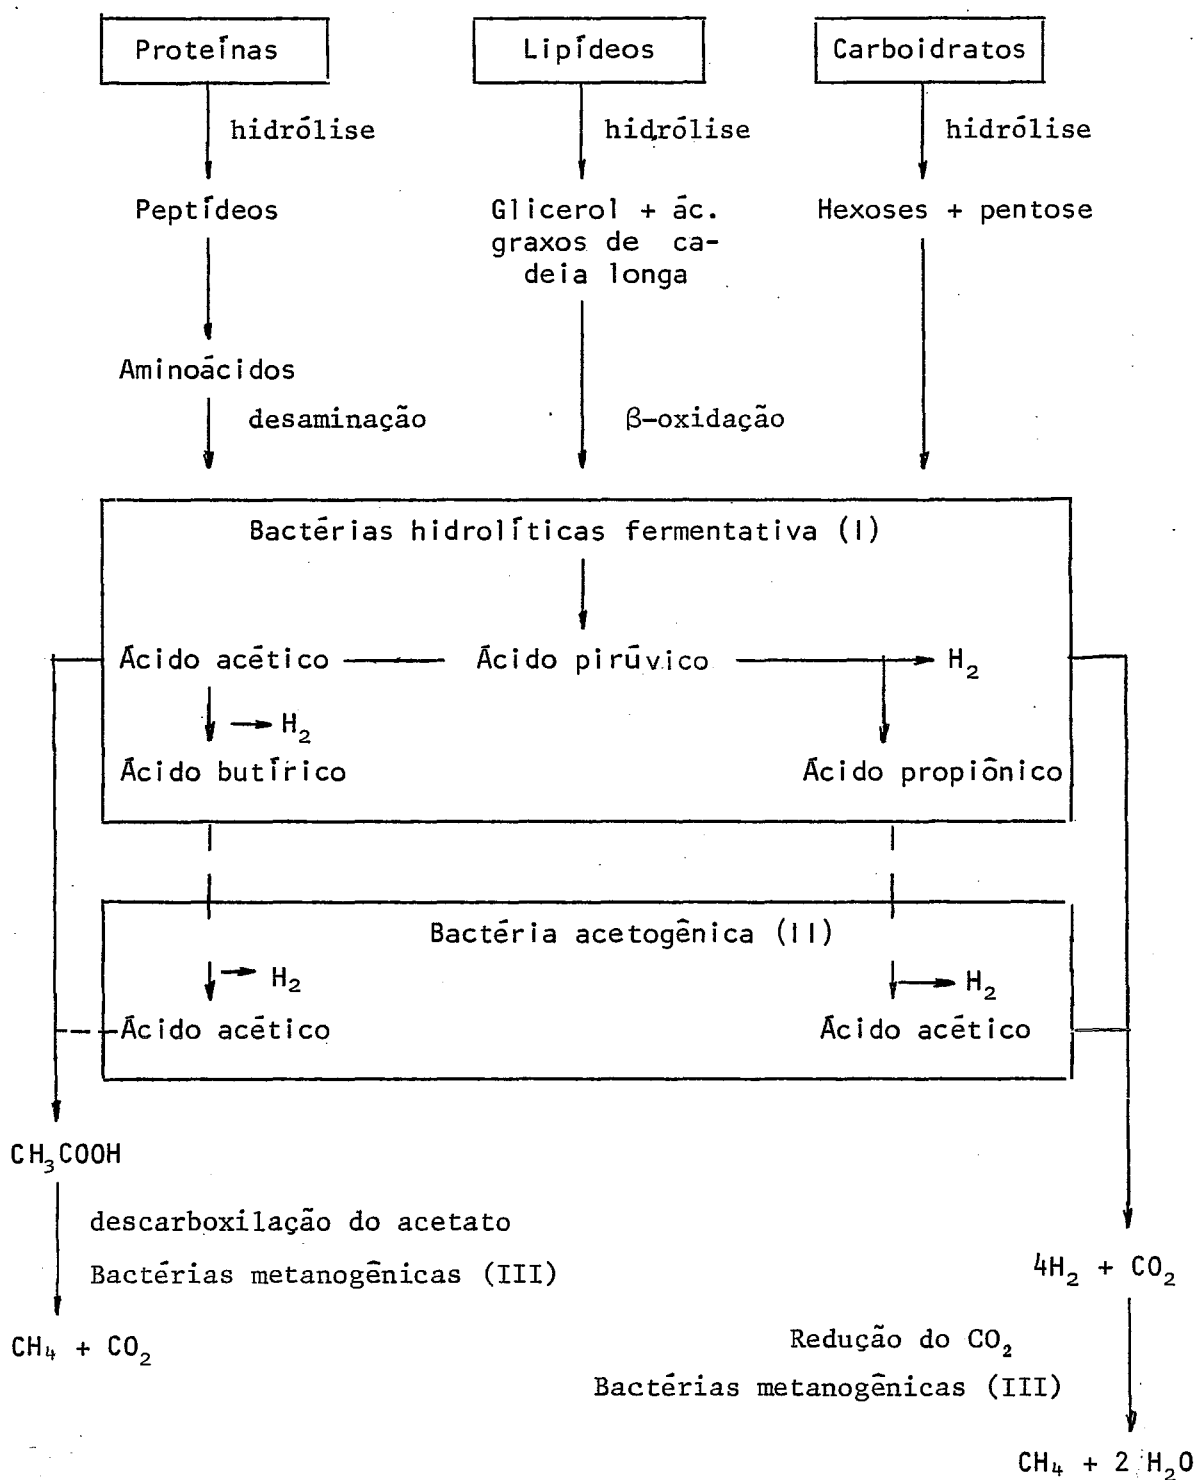 Proteínas
Lipídeos
Carboidratos
hidrólise
hidrólise
hidrólise
Peptídeos
Glicerol + ác.
graxos de ca-
deia longa
Hexoses + pentose
Aminoácidos
desaminação
β-oxidação
Bactérias hidrolíticas fermentativa (I)
Ácido acético
Ácido pirúvico
H₂
H₂
Ácido butírico
Ácido propiônico
Bactéria acetogênica (II)
H₂
H₂
Ácido acético
Ácido acético
CH₃COOH
descarboxilação do acetato
Bactérias metanogênicas (III)
4H₂ + CO₂
CH₄ + CO₂
Redução do CO₂
Bactérias metanogênicas (III)
CH₄ + 2 H₂O